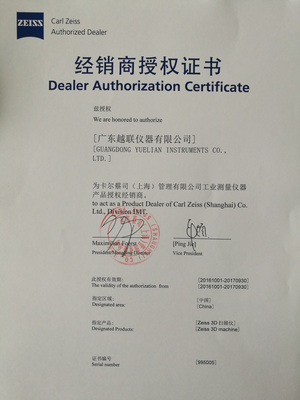 ZEISS
Carl Zeiss
Authorized Dealer
经销商授权证书
Dealer Authorization Certificate
兹授权
We are honored to authorize
[广东越联仪器有限公司]
[GUANGDONG YUELIAN INSTRUMENTS CO.,
LTD.]
为卡尔蔡司（上海）管理有限公司工业测量仪器
产品授权经销商。
to act as a Product Dealer of Carl Zeiss (Shanghai) Co.
Ltd., Division IMT.
Maximilian Foerst [Ping Jie]
President/Managing Director Vice President
此授权有效期: [20161001-20170930]
The validity of the authorization from [20161001-20170930]
指定区域: [中国]
Designated area: [China]
指定产品: [Zeiss 3D 扫描仪]
Designated Products: [Zeiss 3D machine]
证书编号
Serial number [995008]